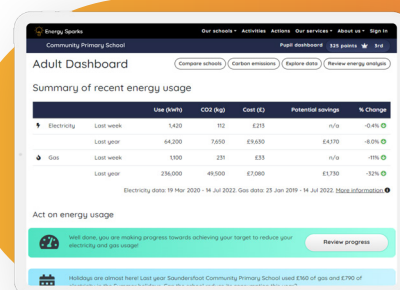 Energy Sparks Our schools Activities Actions Our services About us Sign In
Community Primary School Pupil dashboard 325 points 3rd
Adult Dashboard Compare schools Carbon emissions Explore data Review energy analysis
Summary of recent energy usage
Use (kWh) CO2 (kg) Cost (£) Potential savings % Change
Electricity Last week 1,420 112 £213 n/a -0.4%
Last year 64,200 7,650 £9,630 £4,170 -8.0%
Gas Last week 1,100 231 £33 n/a -11%
Last year 236,000 49,500 £7,080 £1,730 -32%
Electricity data: 19 Mar 2020 - 14 Jul 2022. Gas data: 23 Jan 2019 - 14 Jul 2022. More information
Act on energy usage
Well done, you are making progress towards achieving your target to reduce your
electricity and gas usage!
Review progress
Holidays are almost here! Last year Saundersfoot Community Primary School used £160 of gas and £790 of